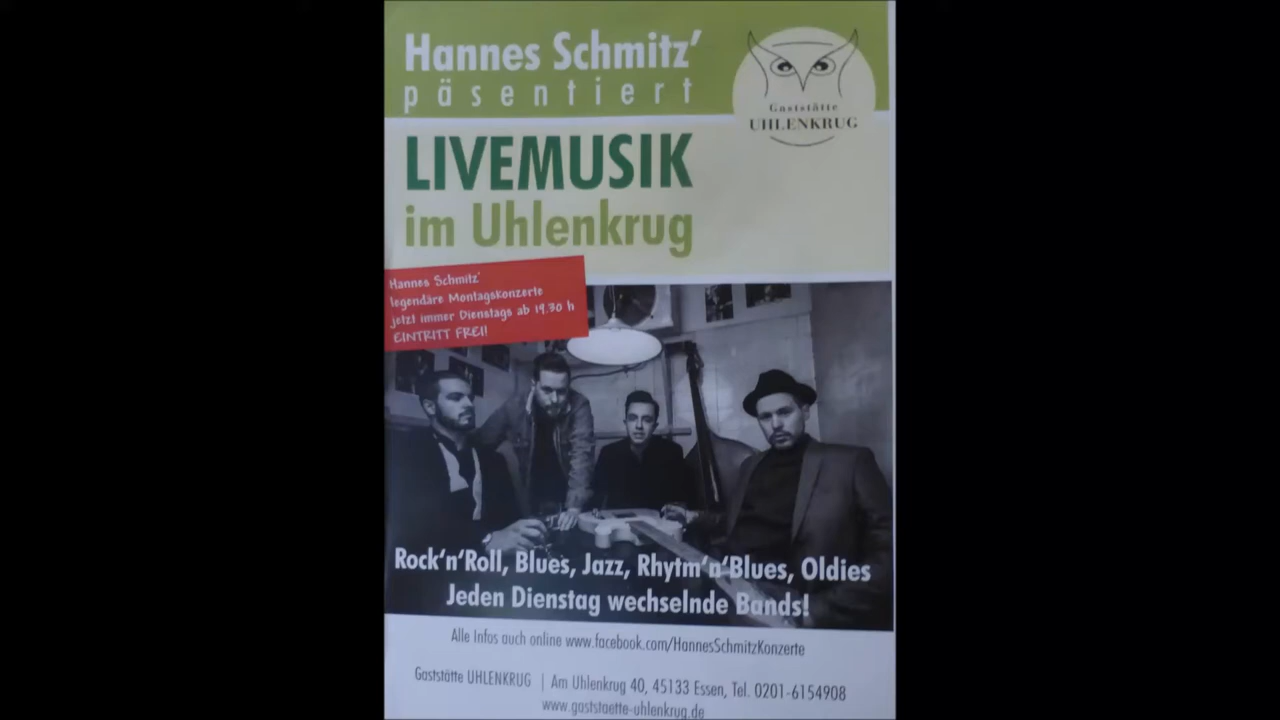 Hannes Schmitz'
päsentiert
Gaststätte
UHLENKRUG
LIVEMUSIK
im Uhlenkrug
Hannes Schmitz'
legendäre Montagskonzerte
jetzt immer Dienstags ab 19.30 h
EINTRITT FREI!
Rock'n'Roll, Blues, Jazz, Rhytm'n'Blues, Oldies
Jeden Dienstag wechselnde Bands!
Alle Infos auch online www.facebook.com/HannesSchmitzKonzerte
Gaststätte UHLENKRUG | Am Uhlenkrug 40, 45133 Essen, Tel. 0201-6154908
www.gaststaette-uhlenkrug.de